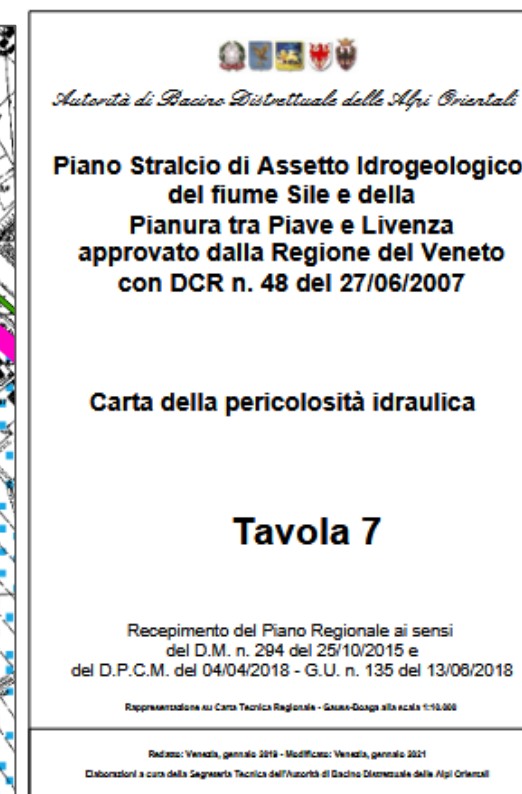 Autorità di Bacino Distrettuale delle Alpi Orientali
Piano Stralcio di Assetto Idrogeologico
del fiume Sile e della
Pianura tra Piave e Livenza
approvato dalla Regione del Veneto
con DCR n. 48 del 27/06/2007
Carta della pericolosità idraulica
Tavola 7
Recepimento del Piano Regionale ai sensi
del D.M. n. 294 del 25/10/2015 e
del D.P.C.M. del 04/04/2018 - G.U. n. 135 del 13/06/2018
Rappresentazione su Carta Tecnica Regionale - Gauss-Boaga alla scala 1:10.000
Redatto: Venezia, gennaio 2019 - Modificato: Venezia, gennaio 2021
Elaborazioni a cura della Segreteria Tecnica dell'Autorità di Bacino Distrettuale delle Alpi Orientali